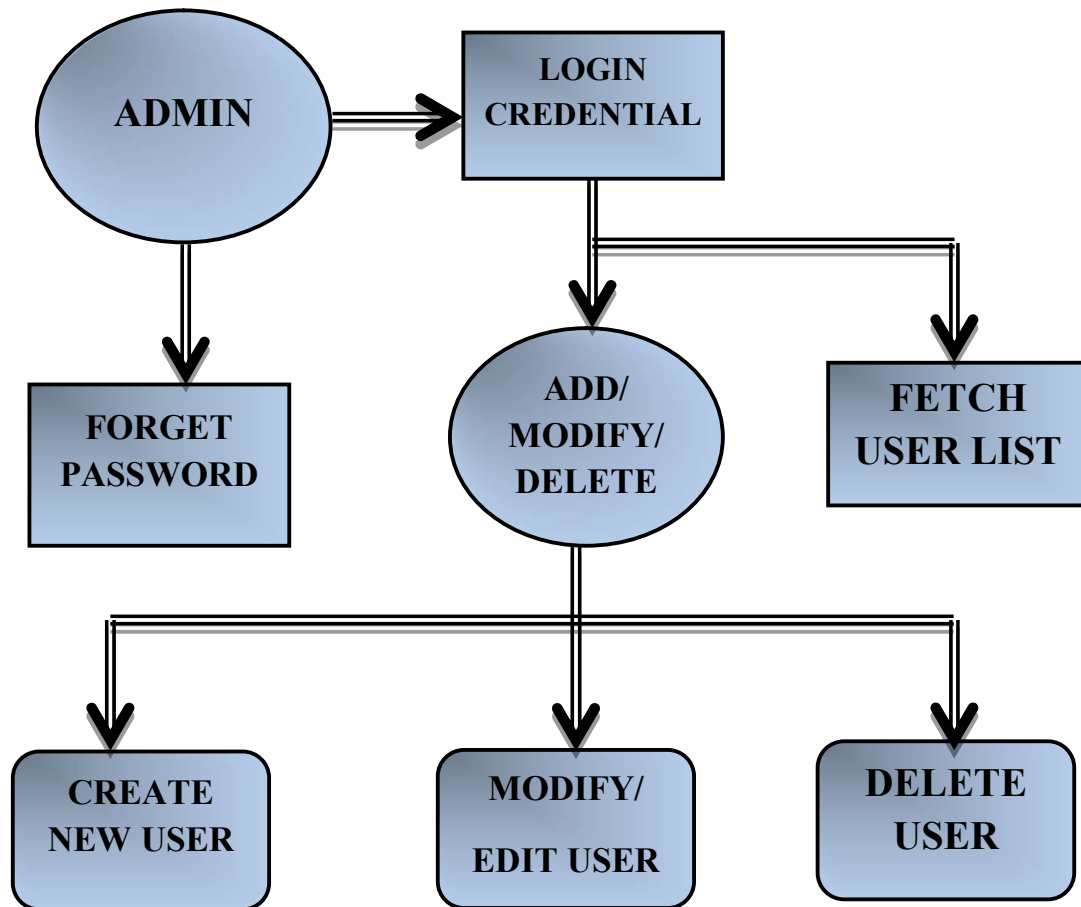 ADMIN
LOGIN
CREDENTIAL
FORGET
PASSWORD
ADD/
MODIFY/
DELETE
FETCH
USER LIST
CREATE
NEW USER
MODIFY/
EDIT USER
DELETE
USER